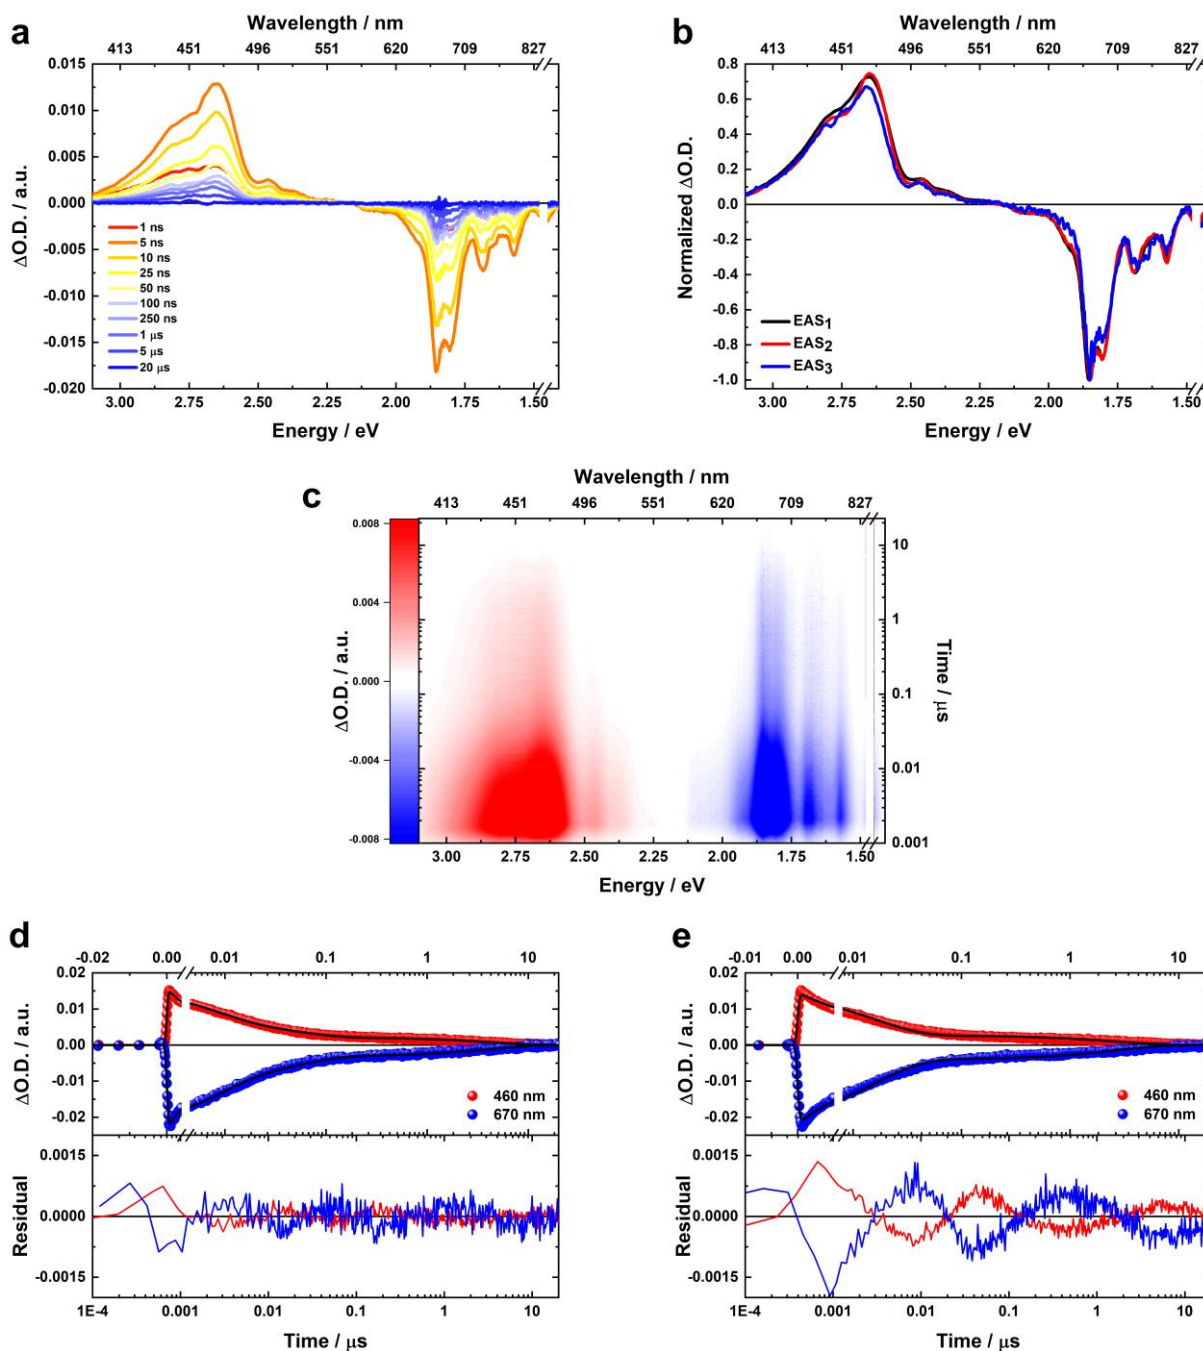 a
Wavelength / nm
413 451 496 551 620 709 827
0.015
0.010
0.005
0.000
-0.005
-0.010
-0.015
-0.020
ΔO.D. / a.u.
1 ns
5 ns
10 ns
25 ns
50 ns
100 ns
250 ns
1 μs
5 μs
20 μs
3.00 2.75 2.50 2.25 2.00 1.75 1.50
Energy / eV
b
Wavelength / nm
413 451 496 551 620 709 827
0.8
0.6
0.4
0.2
0.0
-0.2
-0.4
-0.6
-0.8
-1.0
Normalized ΔO.D.
EAS1
EAS2
EAS3
3.00 2.75 2.50 2.25 2.00 1.75 1.50
Energy / eV
c
Wavelength / nm
413 451 496 551 620 709 827
0.008
0.004
0.000
-0.004
-0.008
ΔO.D. / a.u.
10
1
0.1
0.01
0.001
Time / μs
3.00 2.75 2.50 2.25 2.00 1.75 1.50
Energy / eV
d
-0.02 0.00 0.01 0.1 1 10
0.02
0.01
0.00
-0.01
-0.02
ΔO.D. / a.u.
460 nm
670 nm
0.0015
0.0000
-0.0015
Residual
1E-4 0.001 0.01 0.1 1 10
Time / μs
e
-0.01 0.00 0.01 0.1 1 10
0.02
0.01
0.00
-0.01
-0.02
ΔO.D. / a.u.
460 nm
670 nm
0.0015
0.0000
-0.0015
Residual
1E-4 0.001 0.01 0.1 1 10
Time / μs